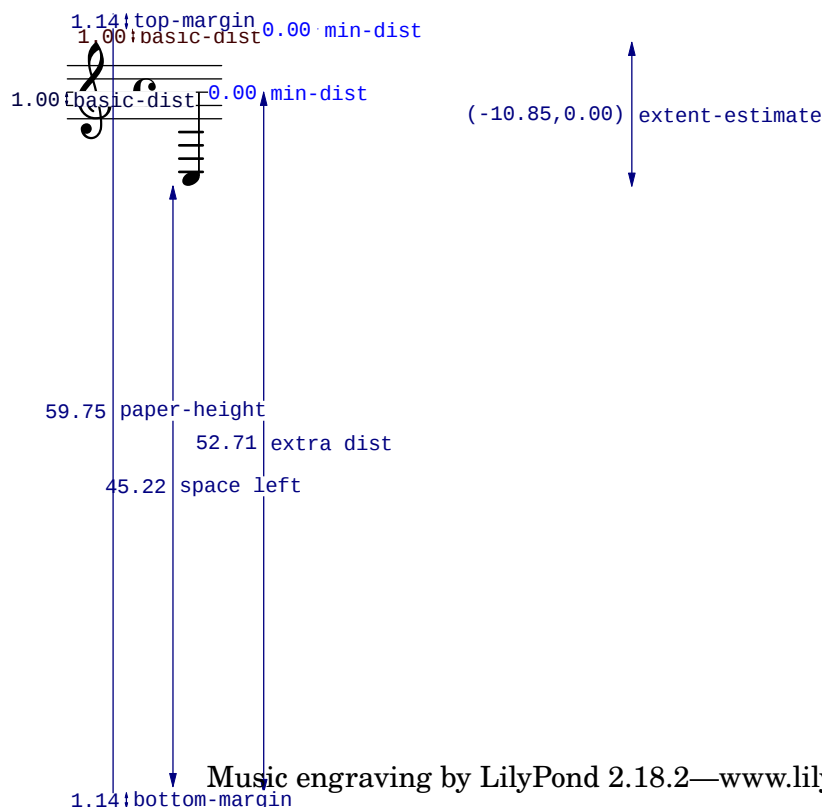 1.14 top-margin
1.00 basic-dist 0.00 min-dist
1.00 basic-dist 0.00 min-dist
(-10.85,0.00) extent-estimate
59.75 paper-height
52.71 extra dist
45.22 space left
Music engraving by LilyPond 2.18.2—www.lily
1.14 bottom-margin